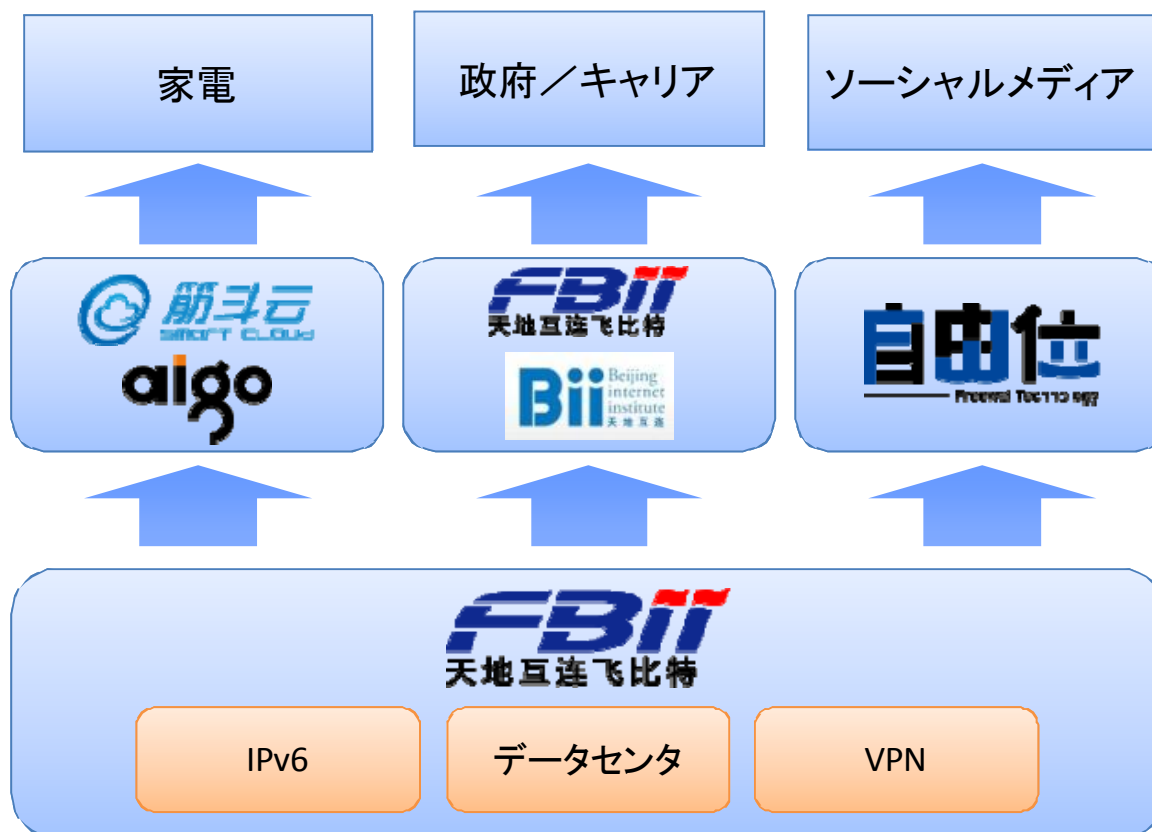 家電
政府／キャリア
ソーシャルメディア
筋斗云
SMART CLOUD
aigo
FBii
天地互连飞比特
Bii
Beijing
internet
institute
天地互连
自由位
Freewei Technology
FBii
天地互连飞比特
IPv6
データセンタ
VPN